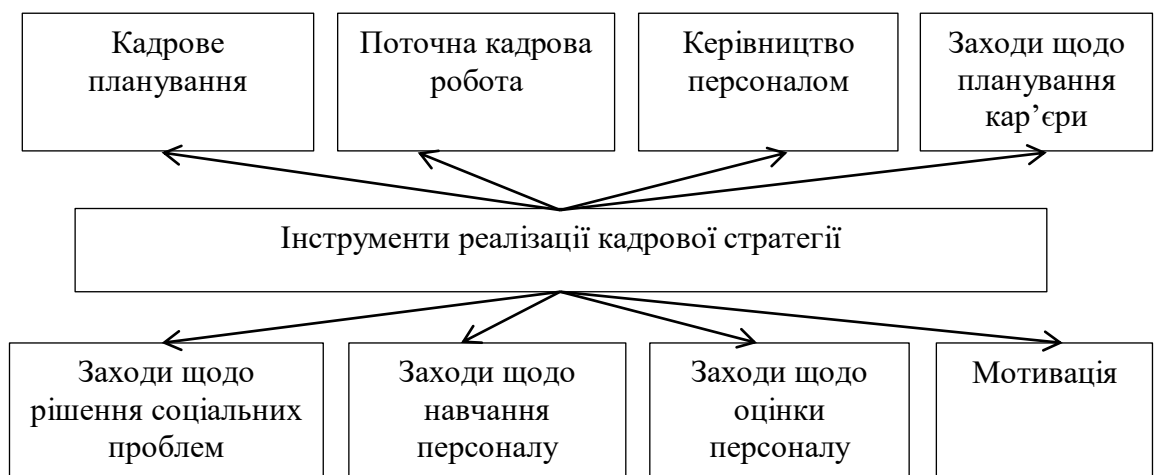 Кадрове
планування
Поточна кадрова
робота
Керівництво
персоналом
Заходи щодо
планування
кар’єри
Інструменти реалізації кадрової стратегії
Заходи щодо
рішення соціальних
проблем
Заходи щодо
навчання
персоналу
Заходи щодо
оцінки
персоналу
Мотивація